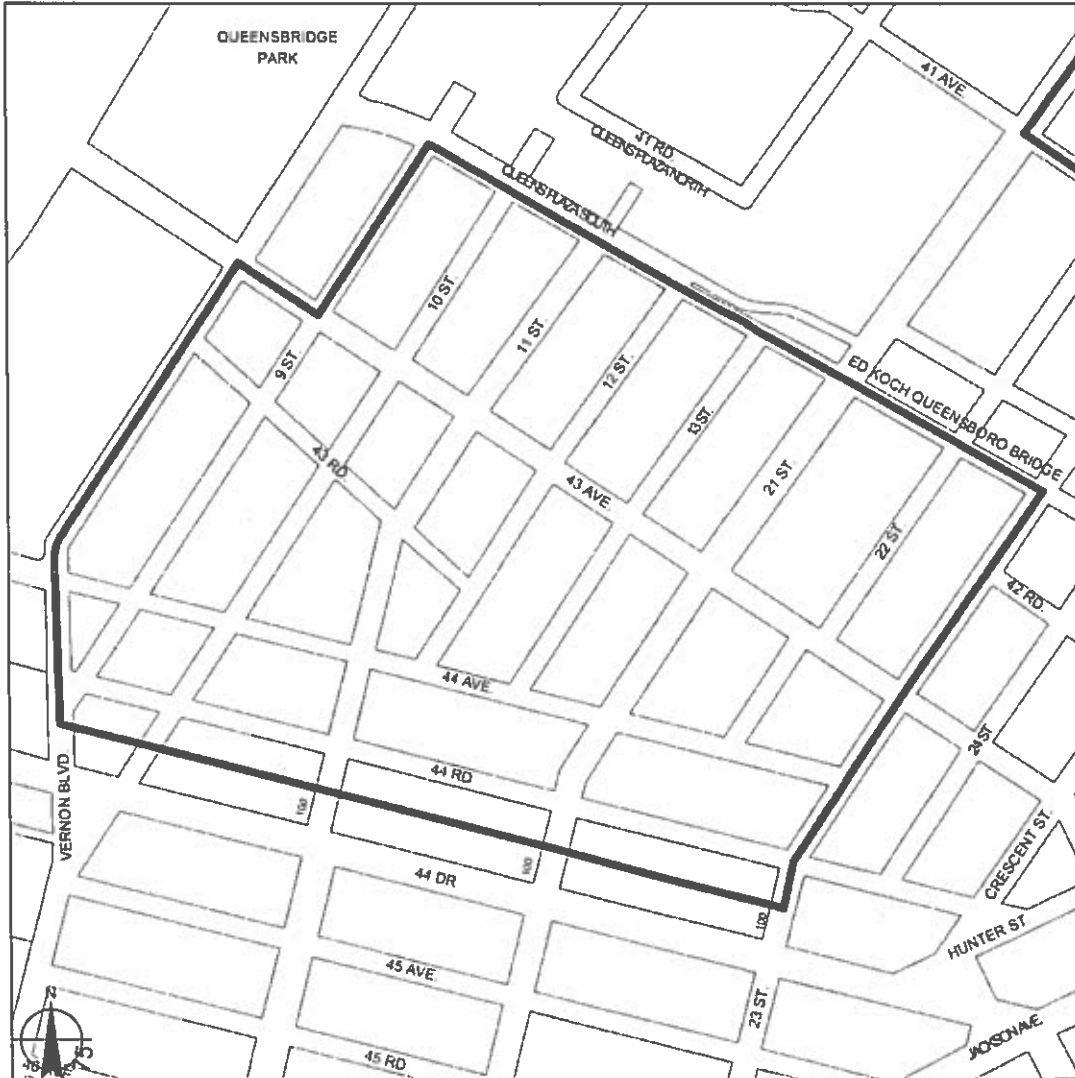 QUEENSBRIDGE
PARK
41 AVE.
41 RD.
QUEENS PLAZA NORTH
QUEENS PLAZA SOUTH
10 ST.
11 ST.
12 ST.
13 ST.
21 ST.
22 ST.
9 ST.
ED KOCH QUEENSBORO BRIDGE
43 RD
43 AVE.
42 RD.
44 AVE.
24 ST
44 RD
VERNON BLVD.
100
100
100
44 DR
CRESCENT ST.
HUNTER ST
45 AVE.
23 ST.
JACKSON AVE.
45 RD